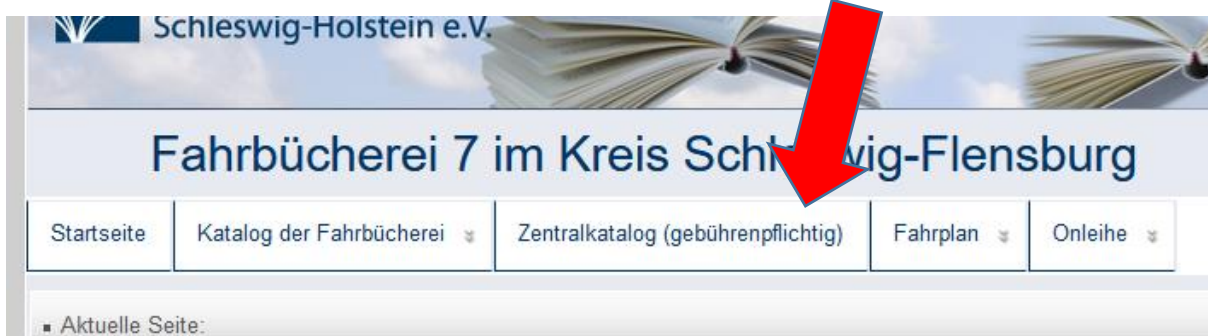 Schleswig-Holstein e.V.
Fahrbücherei 7 im Kreis
Startseite Katalog der Fahrbücherei Zentralkatalog (gebührenpflichtig) Fahrplan Onleihe
Aktuelle Seite: